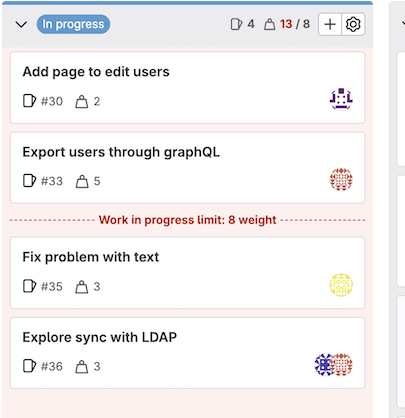 In progress 4 13 / 8
Add page to edit users
#30 2
Export users through graphQL
#33 5
Work in progress limit: 8 weight
Fix problem with text
#35 3
Explore sync with LDAP
#36 3